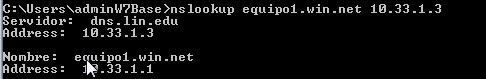 C:\Users\adminW7Base>nslookup equipo1.win.net 10.33.1.3
Servidor:  dns.lin.edu
Address:  10.33.1.3
Nombre:  equipo1.win.net
Address:  10.33.1.1